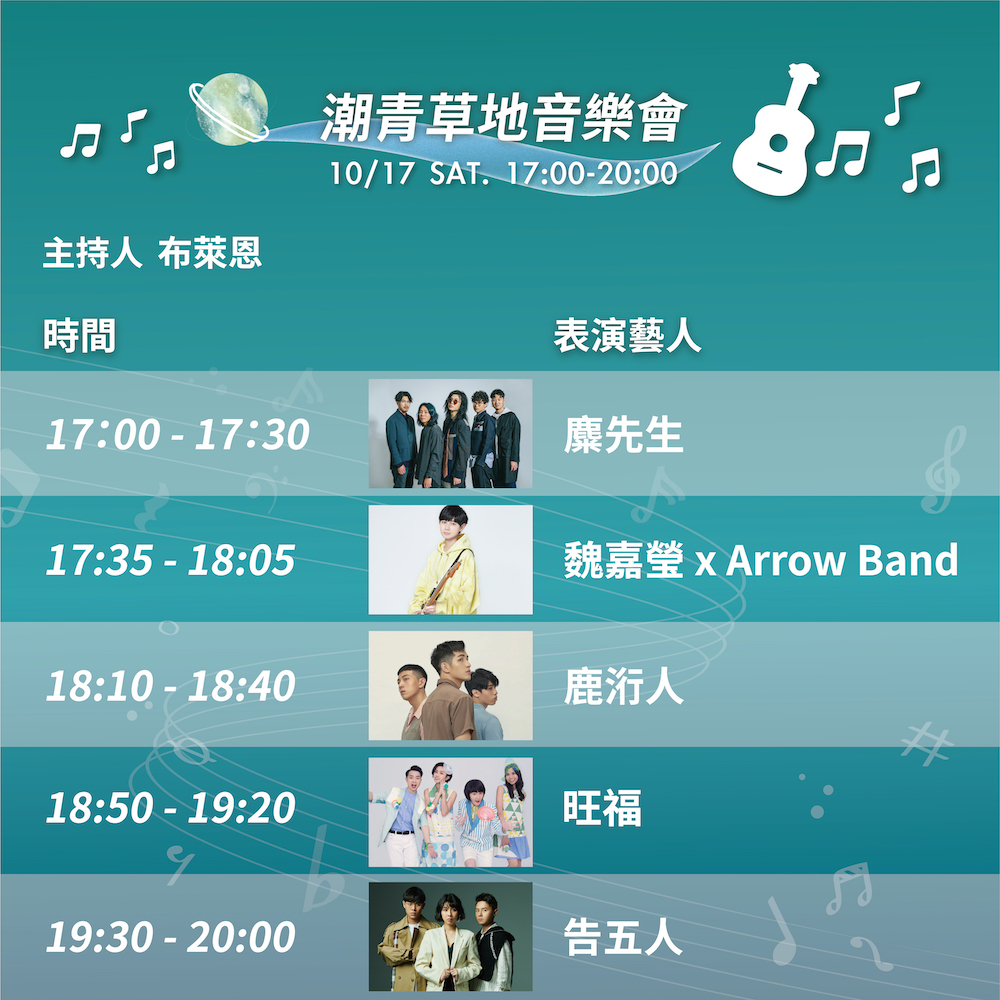 潮青草地音樂會
10/17 SAT. 17:00-20:00
主持人 布萊恩
時間 表演藝人
17:00 - 17:30 麋先生
17:35 - 18:05 魏嘉瑩 x Arrow Band
18:10 - 18:40 鹿洐人
18:50 - 19:20 旺福
19:30 - 20:00 告五人